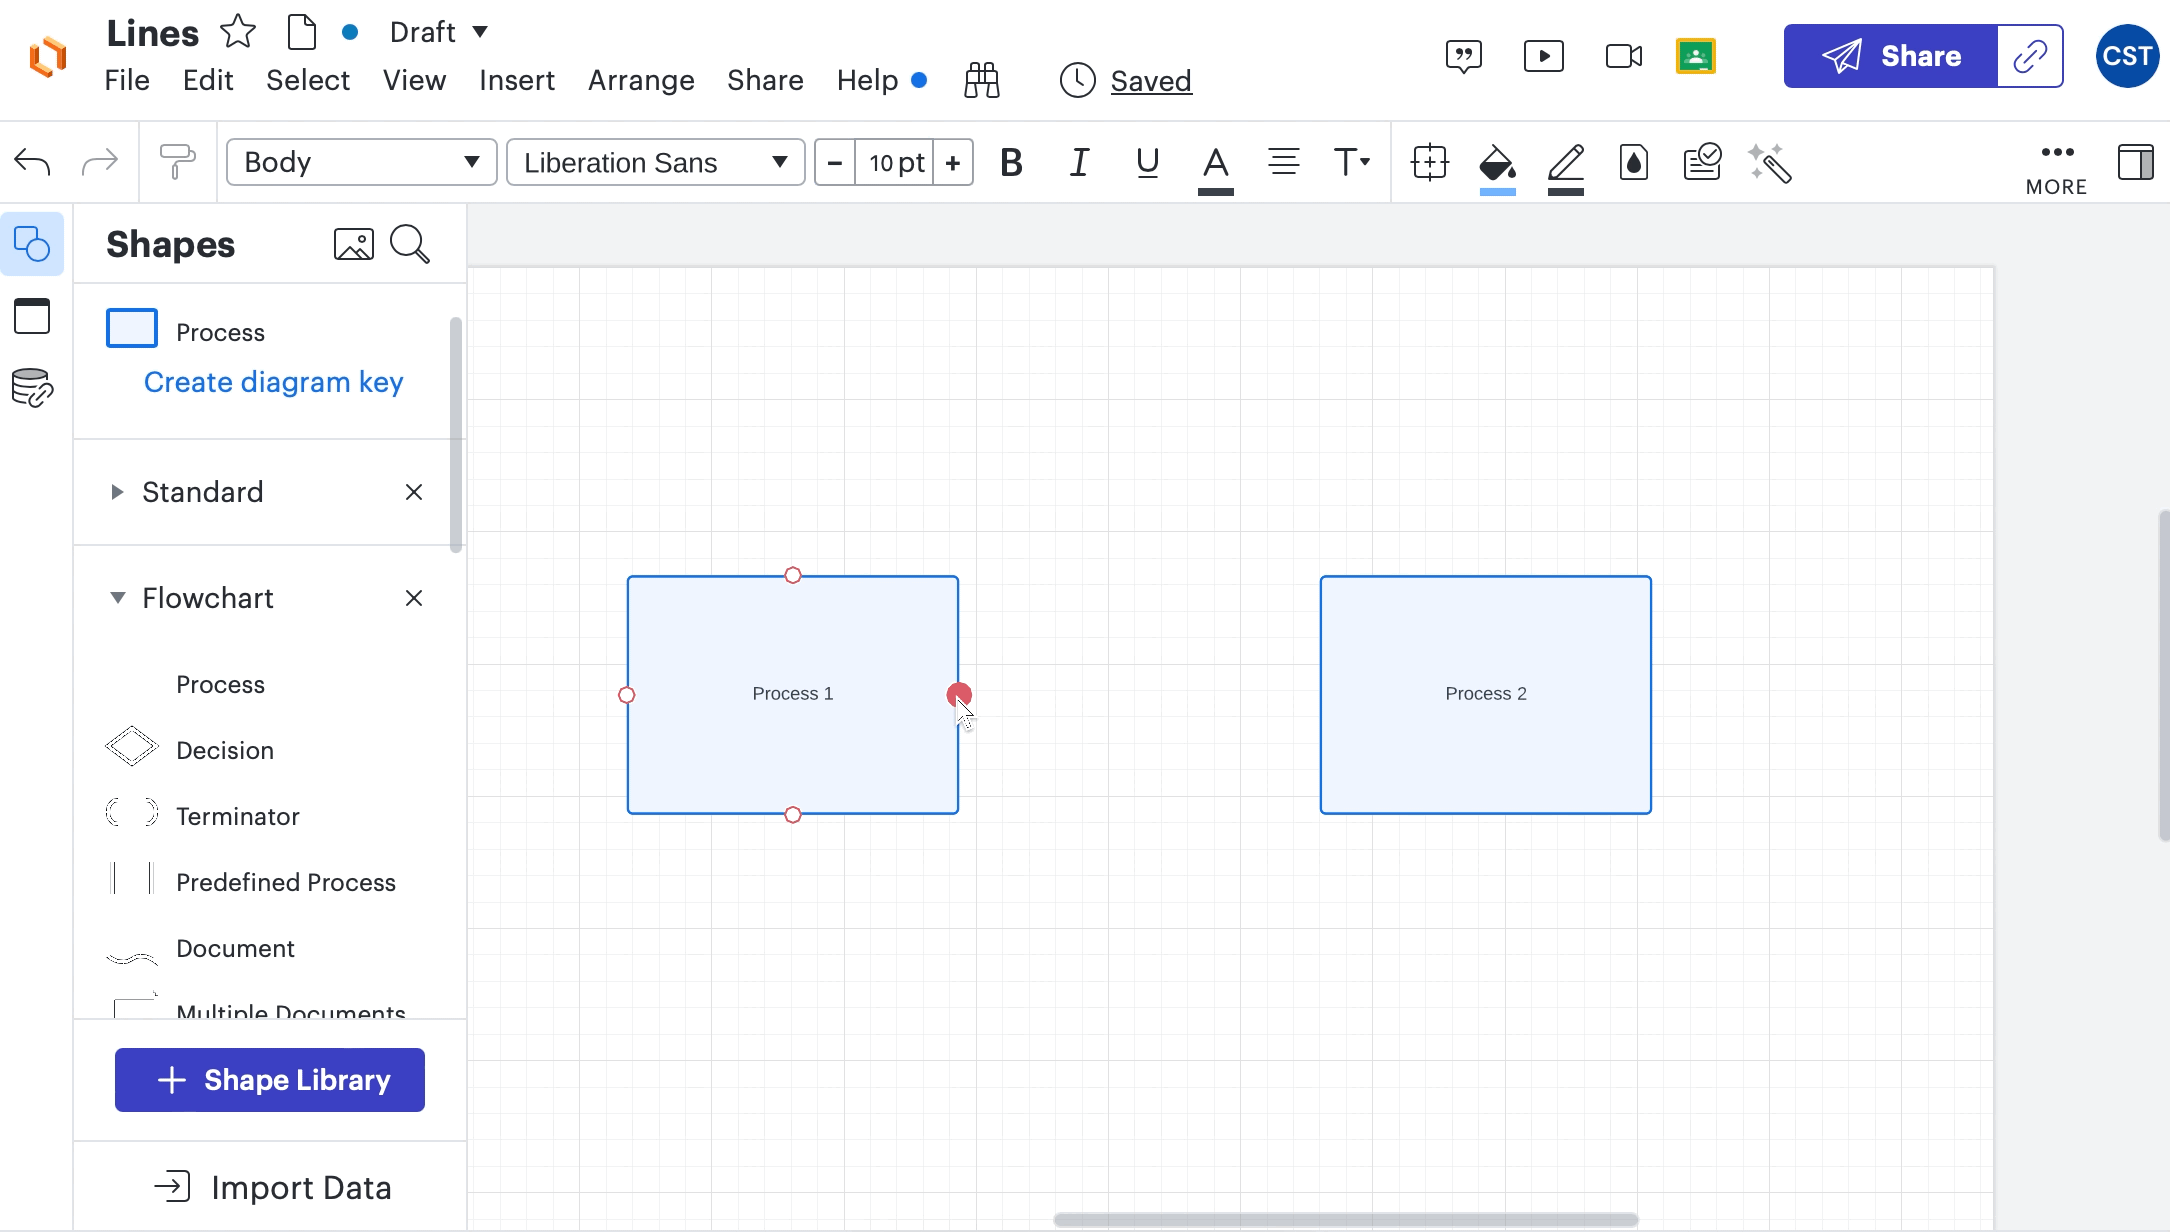 Lines
Draft
File Edit Select View Insert Arrange Share Help
Saved
Share
CST
Body
Liberation Sans
− 10 pt +
B I U A T
MORE
Shapes
Process
Create diagram key
Standard
Flowchart
Process
Decision
Terminator
Predefined Process
Document
Multiple Documents
+ Shape Library
Import Data
Process 1
Process 2